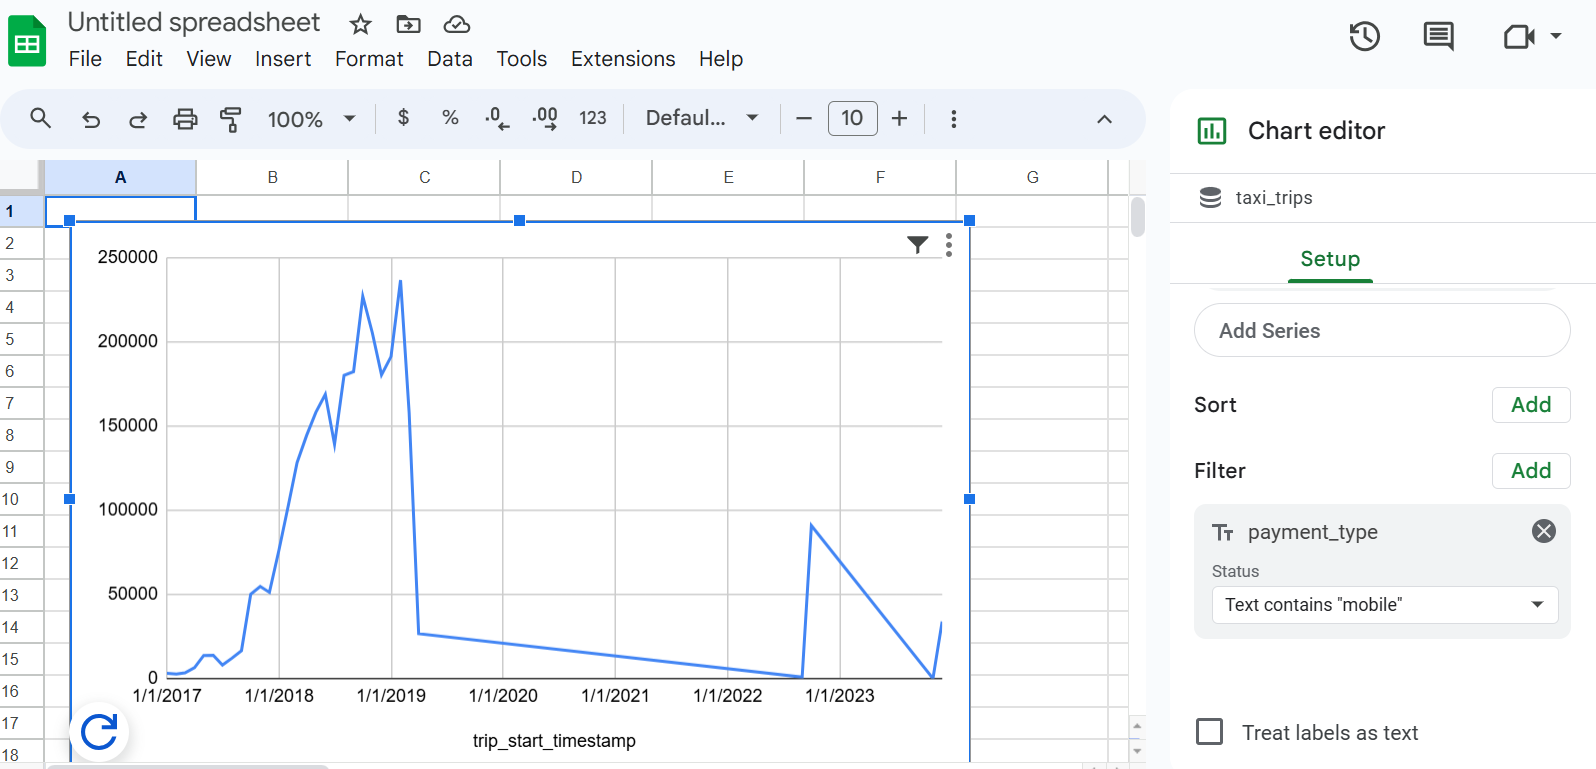 Untitled spreadsheet
File Edit View Insert Format Data Tools Extensions Help
100% $ % .0 .00 123 Defaul... 10
Chart editor
taxi_trips
Setup
Add Series
Sort Add
Filter Add
payment_type
Status
Text contains "mobile"
Treat labels as text
A B C D E F G
1
2
3
4
5
6
7
8
9
10
11
12
13
14
15
16
17
18
250000
200000
150000
100000
50000
0
1/1/2017 1/1/2018 1/1/2019 1/1/2020 1/1/2021 1/1/2022 1/1/2023
trip_start_timestamp